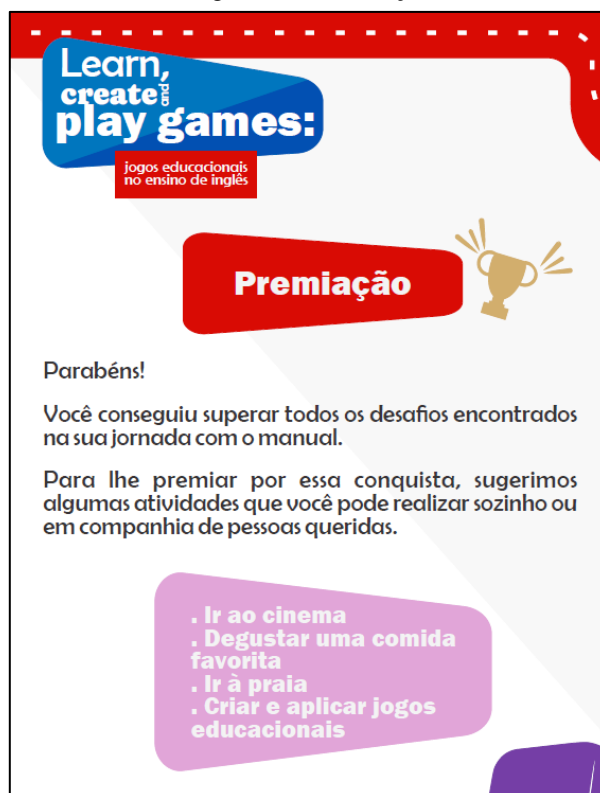 Learn,
create and
play games:
jogos educacionais
no ensino de inglês
Premiação
Parabéns!
Você conseguiu superar todos os desafios encontrados
na sua jornada com o manual.
Para lhe premiar por essa conquista, sugerimos
algumas atividades que você pode realizar sozinho ou
em companhia de pessoas queridas.
. Ir ao cinema
. Degustar uma comida
favorita
. Ir à praia
. Criar e aplicar jogos
educacionais